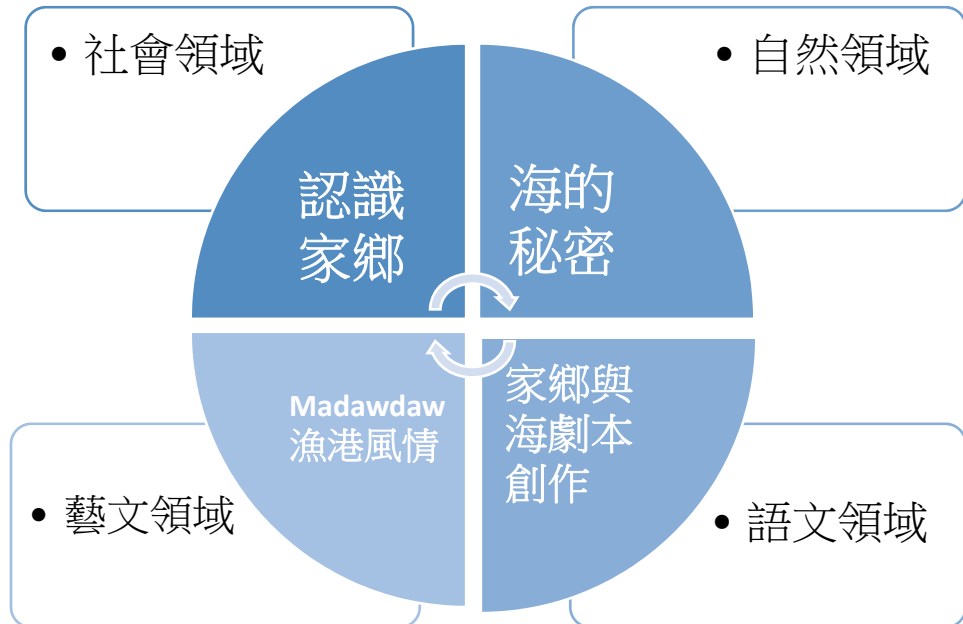 • 社會領域
• 自然領域
認識
家鄉
海的
秘密
Madawdaw
漁港風情
家鄉與
海劇本
創作
• 藝文領域
• 語文領域